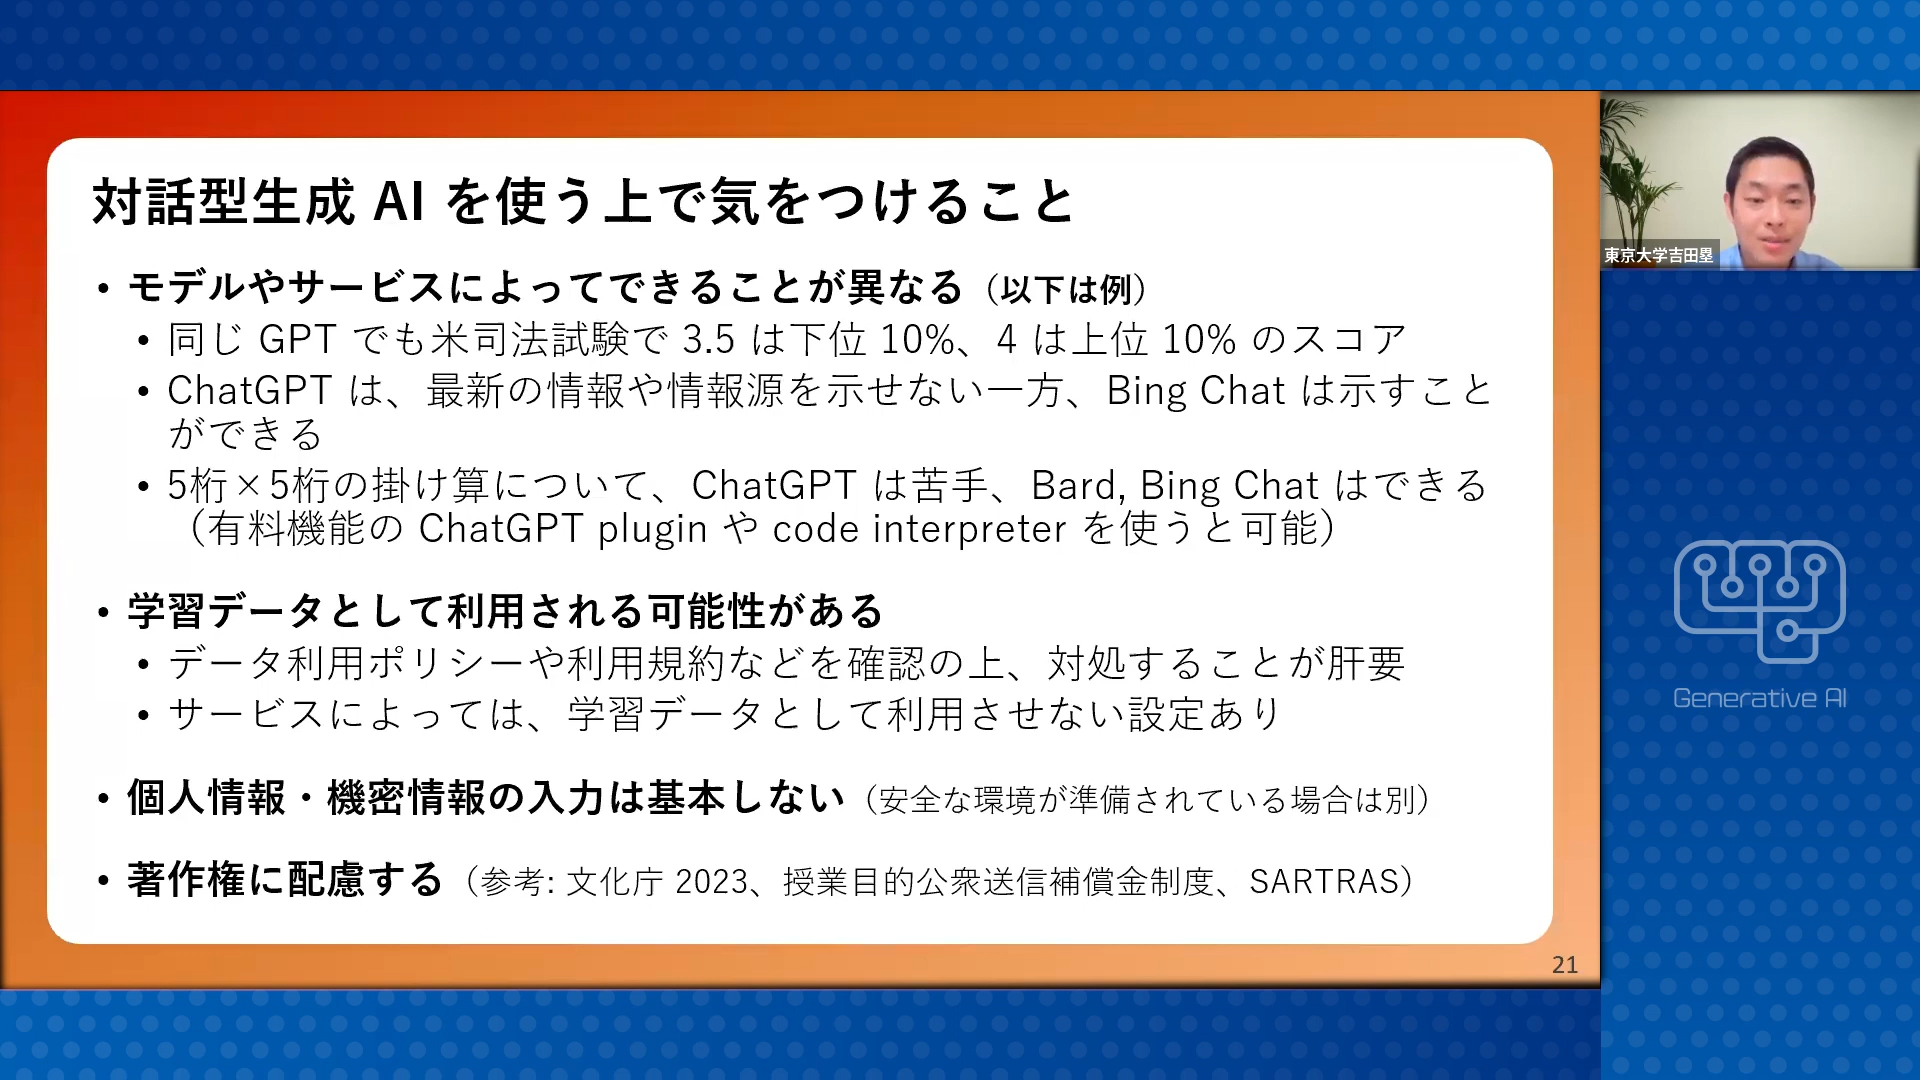 対話型生成 AI を使う上で気をつけること
• モデルやサービスによってできることが異なる（以下は例）
• 同じ GPT でも米司法試験で 3.5 は下位 10%、4 は上位 10% のスコア
• ChatGPT は、最新の情報や情報源を示せない一方、Bing Chat は示すこと
ができる
• 5桁×5桁の掛け算について、ChatGPT は苦手、Bard, Bing Chat はできる
（有料機能の ChatGPT plugin や code interpreter を使うと可能）
• 学習データとして利用される可能性がある
• データ利用ポリシーや利用規約などを確認の上、対処することが肝要
• サービスによっては、学習データとして利用させない設定あり
• 個人情報・機密情報の入力は基本しない（安全な環境が準備されている場合は別）
• 著作権に配慮する（参考: 文化庁 2023、授業目的公衆送信補償金制度、SARTRAS）
21
東京大学吉田塁
Generative AI